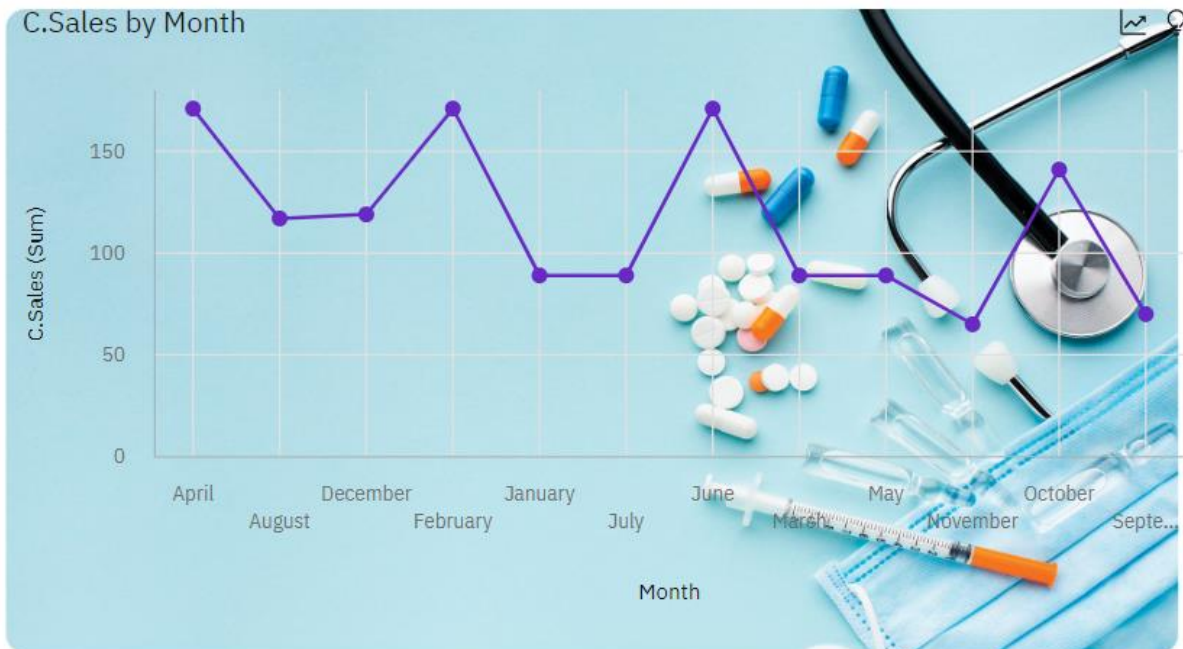 C.Sales by Month
150
100
50
0
C.Sales (Sum)
April
December
January
June
May
October
August
February
July
Marsh
November
Septe...
Month